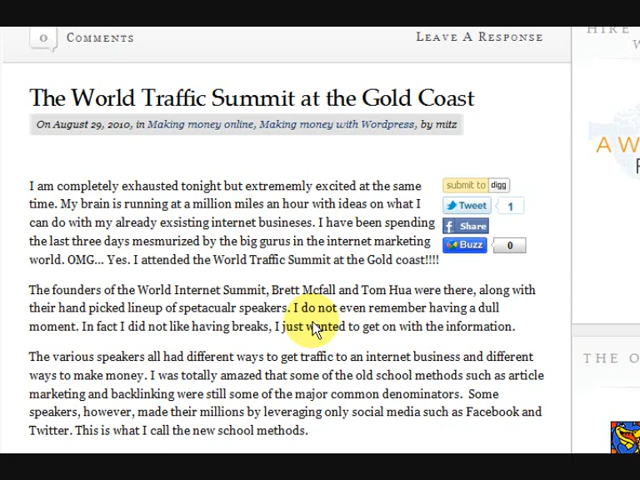 HIRE
0 COMMENTS LEAVE A RESPONSE
The World Traffic Summit at the Gold Coast
On August 29, 2010, in Making money online, Making money with Wordpress, by mitz
I am completely exhausted tonight but extrememly excited at the same
time. My brain is running at a million miles an hour with ideas on what I
can do with my already exsisting internet busineses. I have been spending
the last three days mesmurized by the big gurus in the internet marketing
world. OMG... Yes. I attended the World Traffic Summit at the Gold coast!!!!
submit to digg
Tweet 1
Share
Buzz 0
A W
The founders of the World Internet Summit, Brett Mcfall and Tom Hua were there, along with
their hand picked lineup of spetacualr speakers. I do not even remember having a dull
moment. In fact I did not like having breaks, I just wanted to get on with the information.
The various speakers all had different ways to get traffic to an internet business and different
ways to make money. I was totally amazed that some of the old school methods such as article
marketing and backlinking were still some of the major common denominators. Some
speakers, however, made their millions by leveraging only social media such as Facebook and
Twitter. This is what I call the new school methods.
THE O